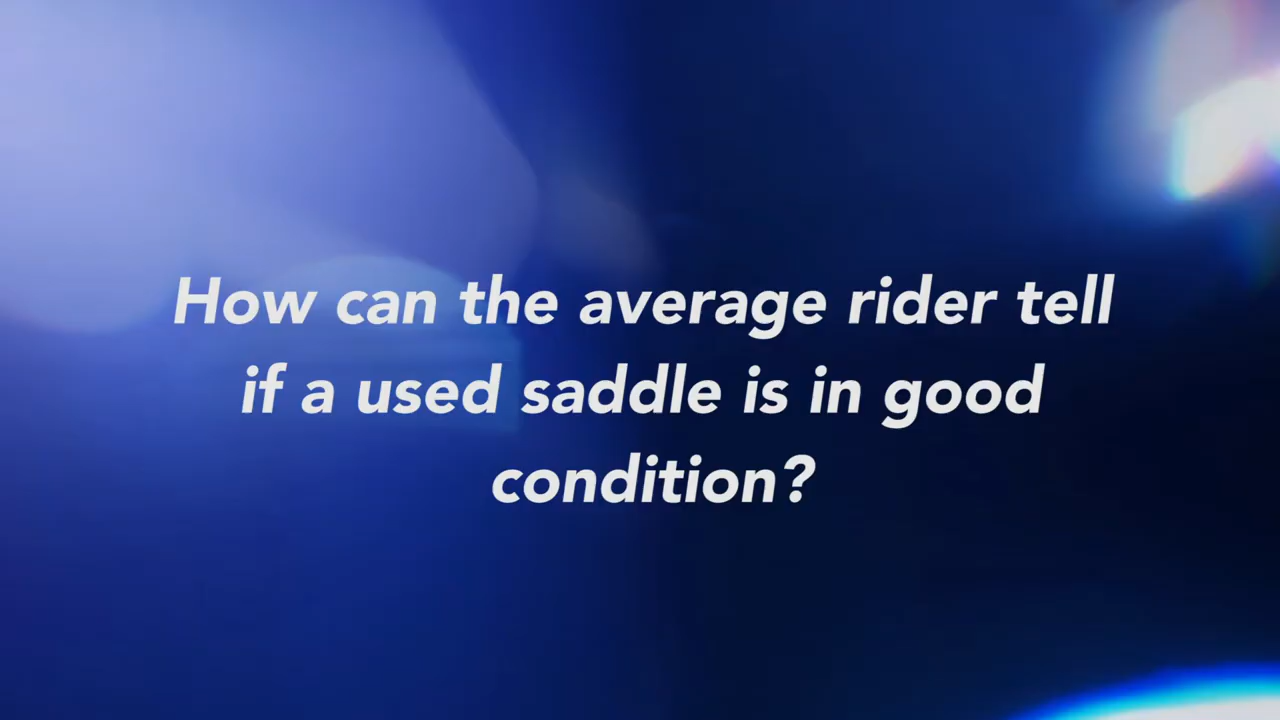 How can the average rider tell
if a used saddle is in good
condition?